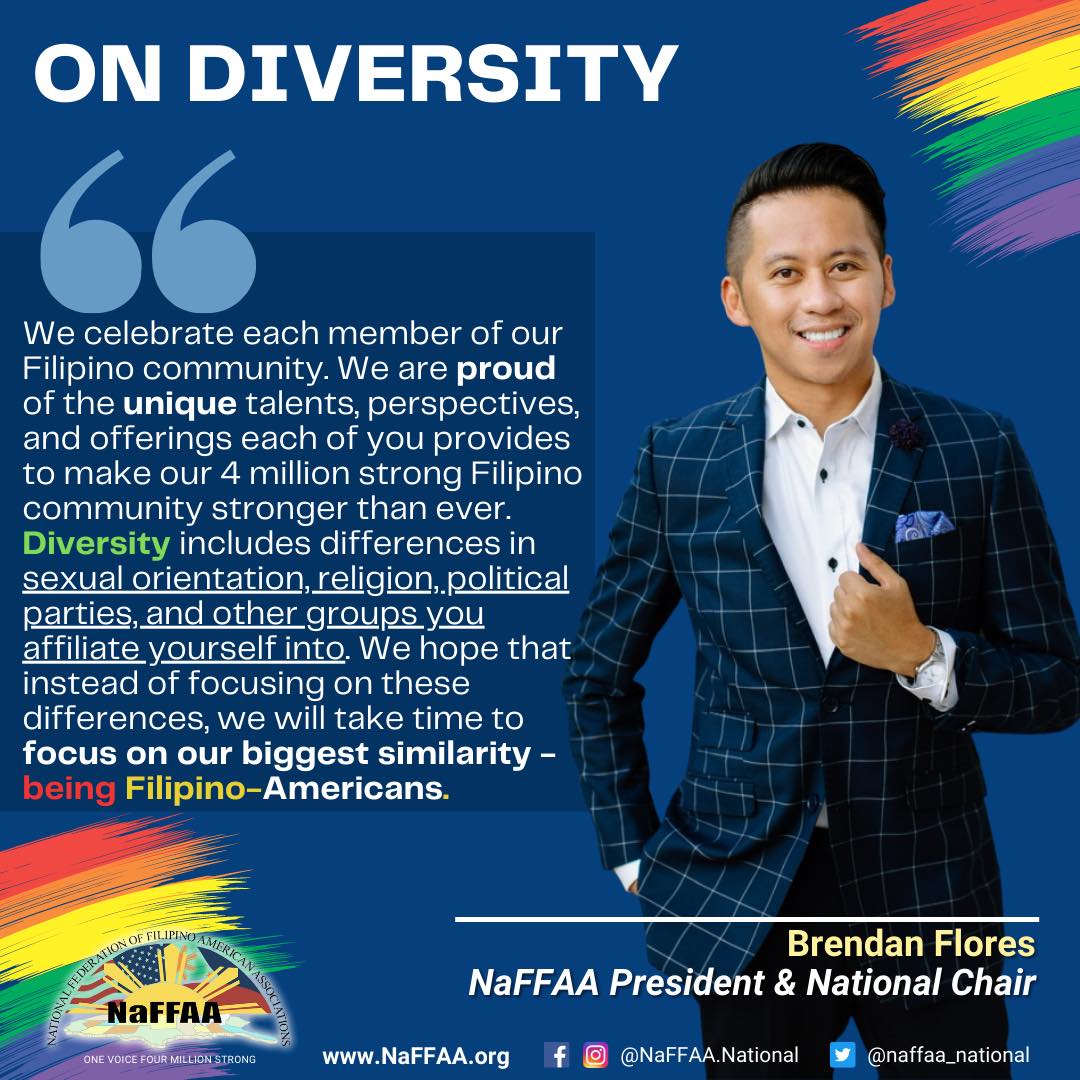 ON DIVERSITY
“
We celebrate each member of our
Filipino community. We are proud
of the unique talents, perspectives,
and offerings each of you provides
to make our 4 million strong Filipino
community stronger than ever.
Diversity includes differences in
sexual orientation, religion, political
parties, and other groups you
affiliate yourself into. We hope that
instead of focusing on these
differences, we will take time to
focus on our biggest similarity -
being Filipino-Americans.
Brendan Flores
NaFFAA President & National Chair
NATIONAL FEDERATION OF FILIPINO AMERICAN ASSOCIATIONS
NaFFAA
ONE VOICE FOUR MILLION STRONG
www.NaFFAA.org
@NaFFAA.National
@naffaa_national